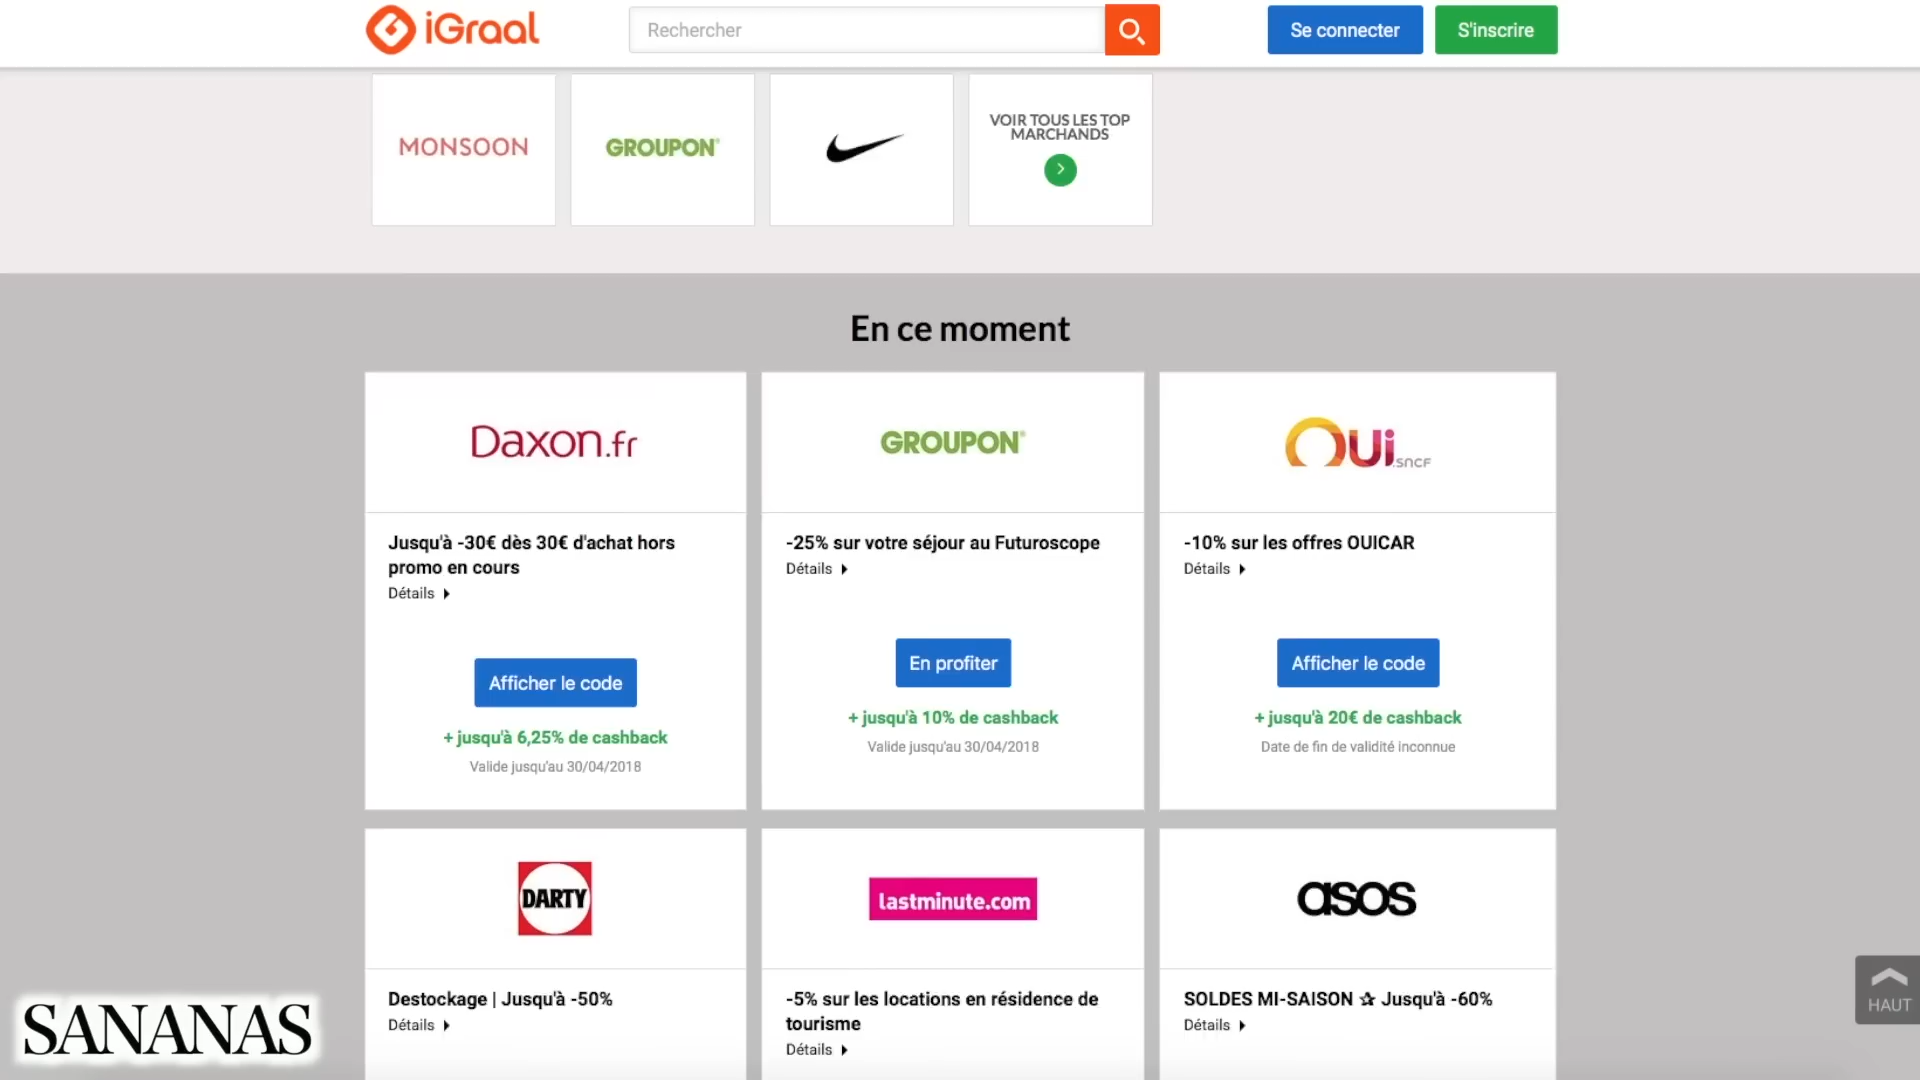 iGraal
Rechercher
Se connecter
S'inscrire
MONSOON
GROUPON
VOIR TOUS LES TOP
MARCHANDS
En ce moment
Daxon.fr
Jusqu'à -30€ dès 30€ d'achat hors
promo en cours
Détails
Afficher le code
+ jusqu'à 6,25% de cashback
Valide jusqu'au 30/04/2018
GROUPON
-25% sur votre séjour au Futuroscope
Détails
En profiter
+ jusqu'à 10% de cashback
Valide jusqu'au 30/04/2018
OUi.sncf
-10% sur les offres OUICAR
Détails
Afficher le code
+ jusqu'à 20€ de cashback
Date de fin de validité inconnue
DARTY
Destockage | Jusqu'à -50%
Détails
lastminute.com
-5% sur les locations en résidence de
tourisme
Détails
asos
SOLDES MI-SAISON ✰ Jusqu'à -60%
Détails
HAUT
SANANAS